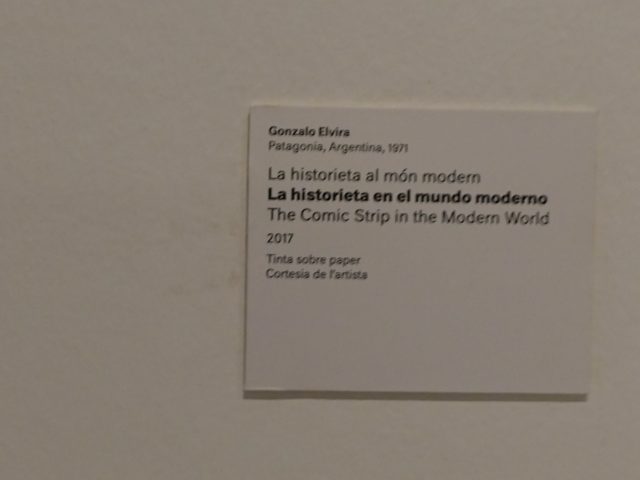 Gonzalo Elvira
Patagonia, Argentina, 1971
La historieta al món modern
La historieta en el mundo moderno
The Comic Strip in the Modern World
2017
Tinta sobre paper
Cortesia de l'artista